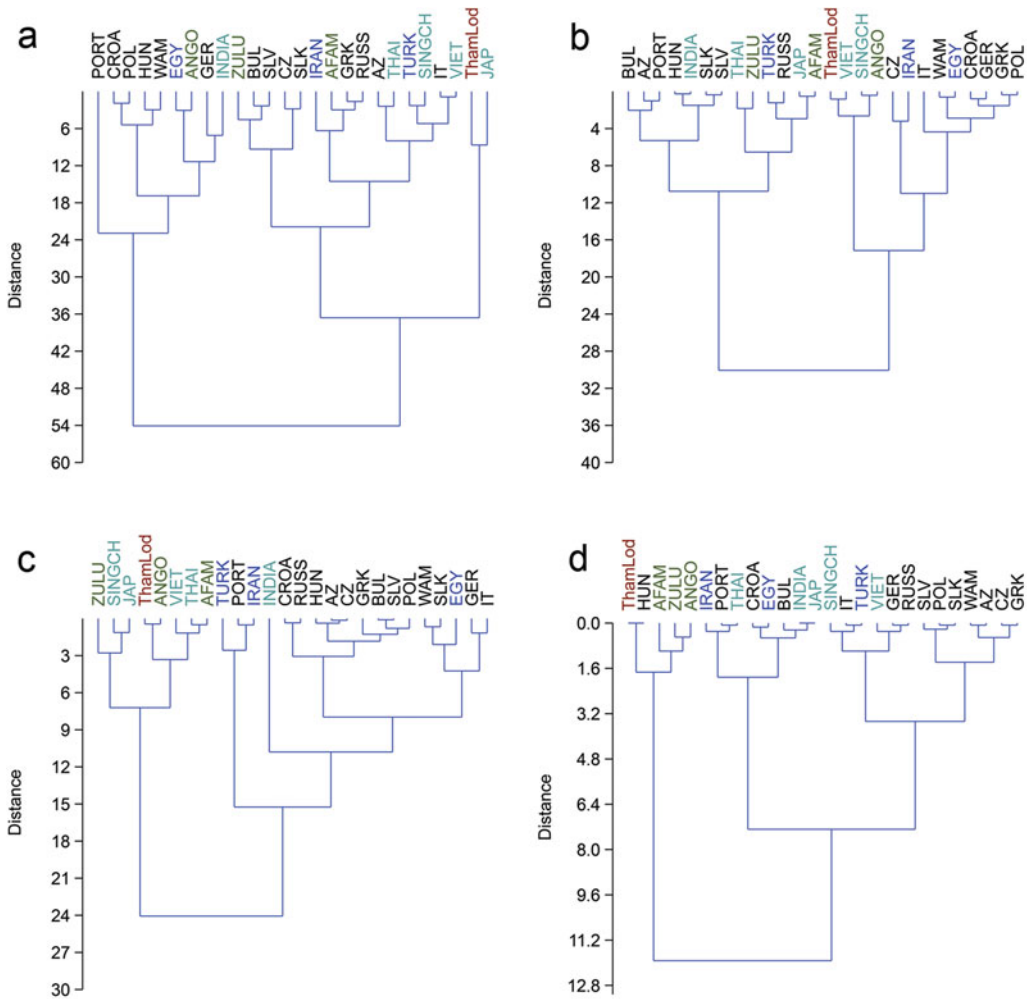 a
PORT
CROA
POL
HUN
WAM
EGY
ANGO
GER
INDIA
ZULU
BUL
SLV
CZ
SLK
IRAN
AFAM
GRK
RUSS
AZ
THAI
TURK
SINGCH
IT
VIET
ThamLod
JAP
6
12
18
24
30
36
42
48
54
60
Distance
b
BUL
AZ
PORT
HUN
INDIA
SLK
SLV
THAI
ZULU
TURK
RUSS
JAP
AFAM
ThamLod
VIET
SINGCH
ANGO
CZ
IRAN
IT
WAM
EGY
CROA
GER
GRK
POL
4
8
12
16
20
24
28
32
36
40
Distance
c
ZULU
SINGCH
JAP
ThamLod
ANGO
VIET
THAI
AFAM
TURK
PORT
IRAN
INDIA
CROA
RUSS
HUN
AZ
CZ
GRK
BUL
SLV
POL
WAM
SLK
EGY
GER
IT
3
6
9
12
15
18
21
24
27
30
Distance
d
ThamLod
HUN
AFAM
ZULU
ANGO
IRAN
PORT
THAI
CROA
EGY
BUL
INDIA
JAP
SINGCH
IT
TURK
VIET
GER
RUSS
SLV
POL
SLK
WAM
AZ
CZ
GRK
0.0
1.6
3.2
4.8
6.4
8.0
9.6
11.2
12.8
Distance